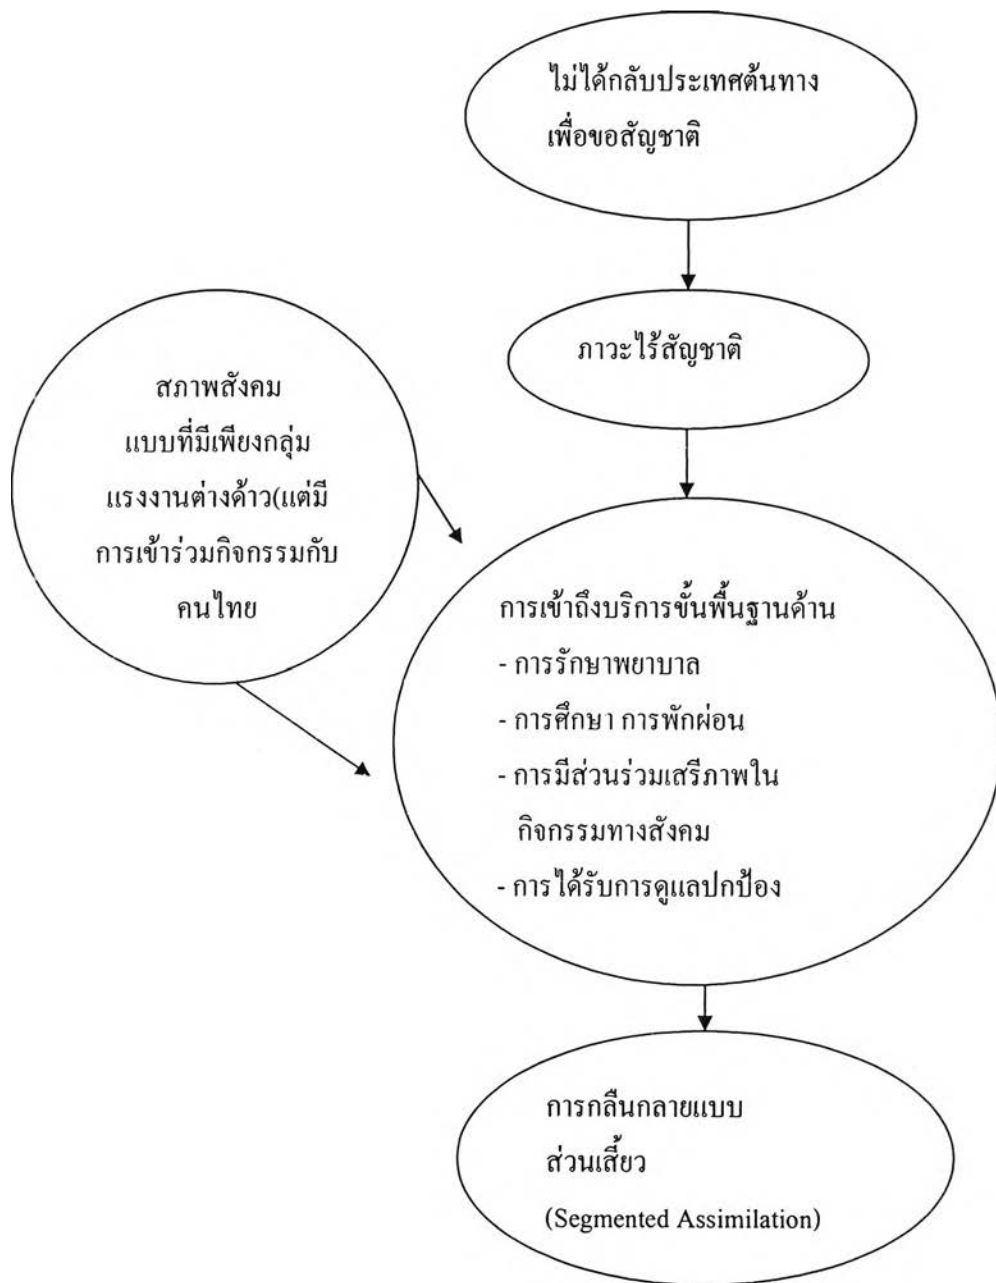 ไม่ได้กลับประเทศต้นทาง
เพื่อขอสัญชาติ
ภาวะไร้สัญชาติ
สภาพสังคม
แบบที่มีเพียงกลุ่ม
แรงงานต่างด้าว(แต่มี
การเข้าร่วมกิจกรรมกับ
คนไทย
การเข้าถึงบริการขั้นพื้นฐานด้าน
- การรักษาพยาบาล
- การศึกษา การพักผ่อน
- การมีส่วนร่วมเสรีภาพใน
กิจกรรมทางสังคม
- การได้รับการดูแลปกป้อง
การกลืนกลายแบบ
ส่วนเสี้ยว
(Segmented Assimilation)